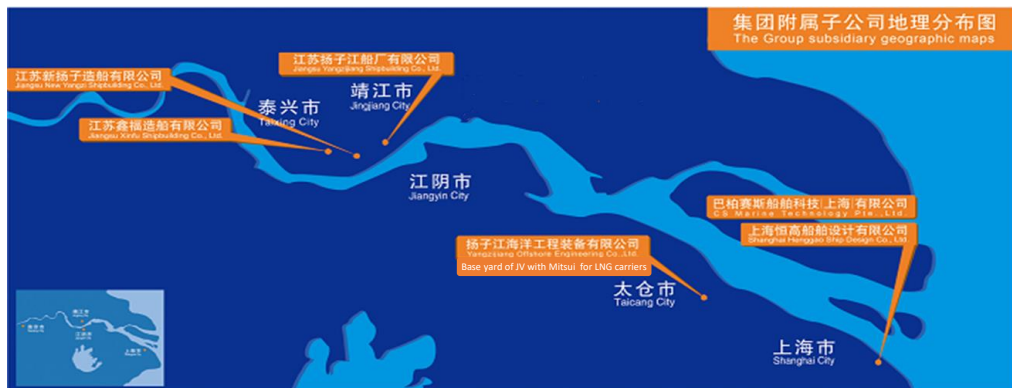 集团附属子公司地理分布图
The Group subsidiary geographic maps
江苏扬子江船厂有限公司
Jiangsu Yangzijiang Shipbuilding Co., Ltd.
江苏新扬子造船有限公司
Jiangsu New Yangzi Shipbuilding Co., Ltd.
靖江市
Jingjiang City
泰兴市
Taixing City
江苏鑫福造船有限公司
Jiangsu Xinfu Shipbuilding Co., Ltd.
江阴市
Jiangyin City
巴柏赛斯船舶科技(上海)有限公司
CS Marine Technology Pte.,Ltd.
上海恒高船舶设计有限公司
Shanghai Henggao Ship Design Co., Ltd.
扬子江海洋工程装备有限公司
Yangzijiang Offshore Engineering Co.,Ltd
Base yard of JV with Mitsui for LNG carriers
太仓市
Taicang City
上海市
Shanghai City